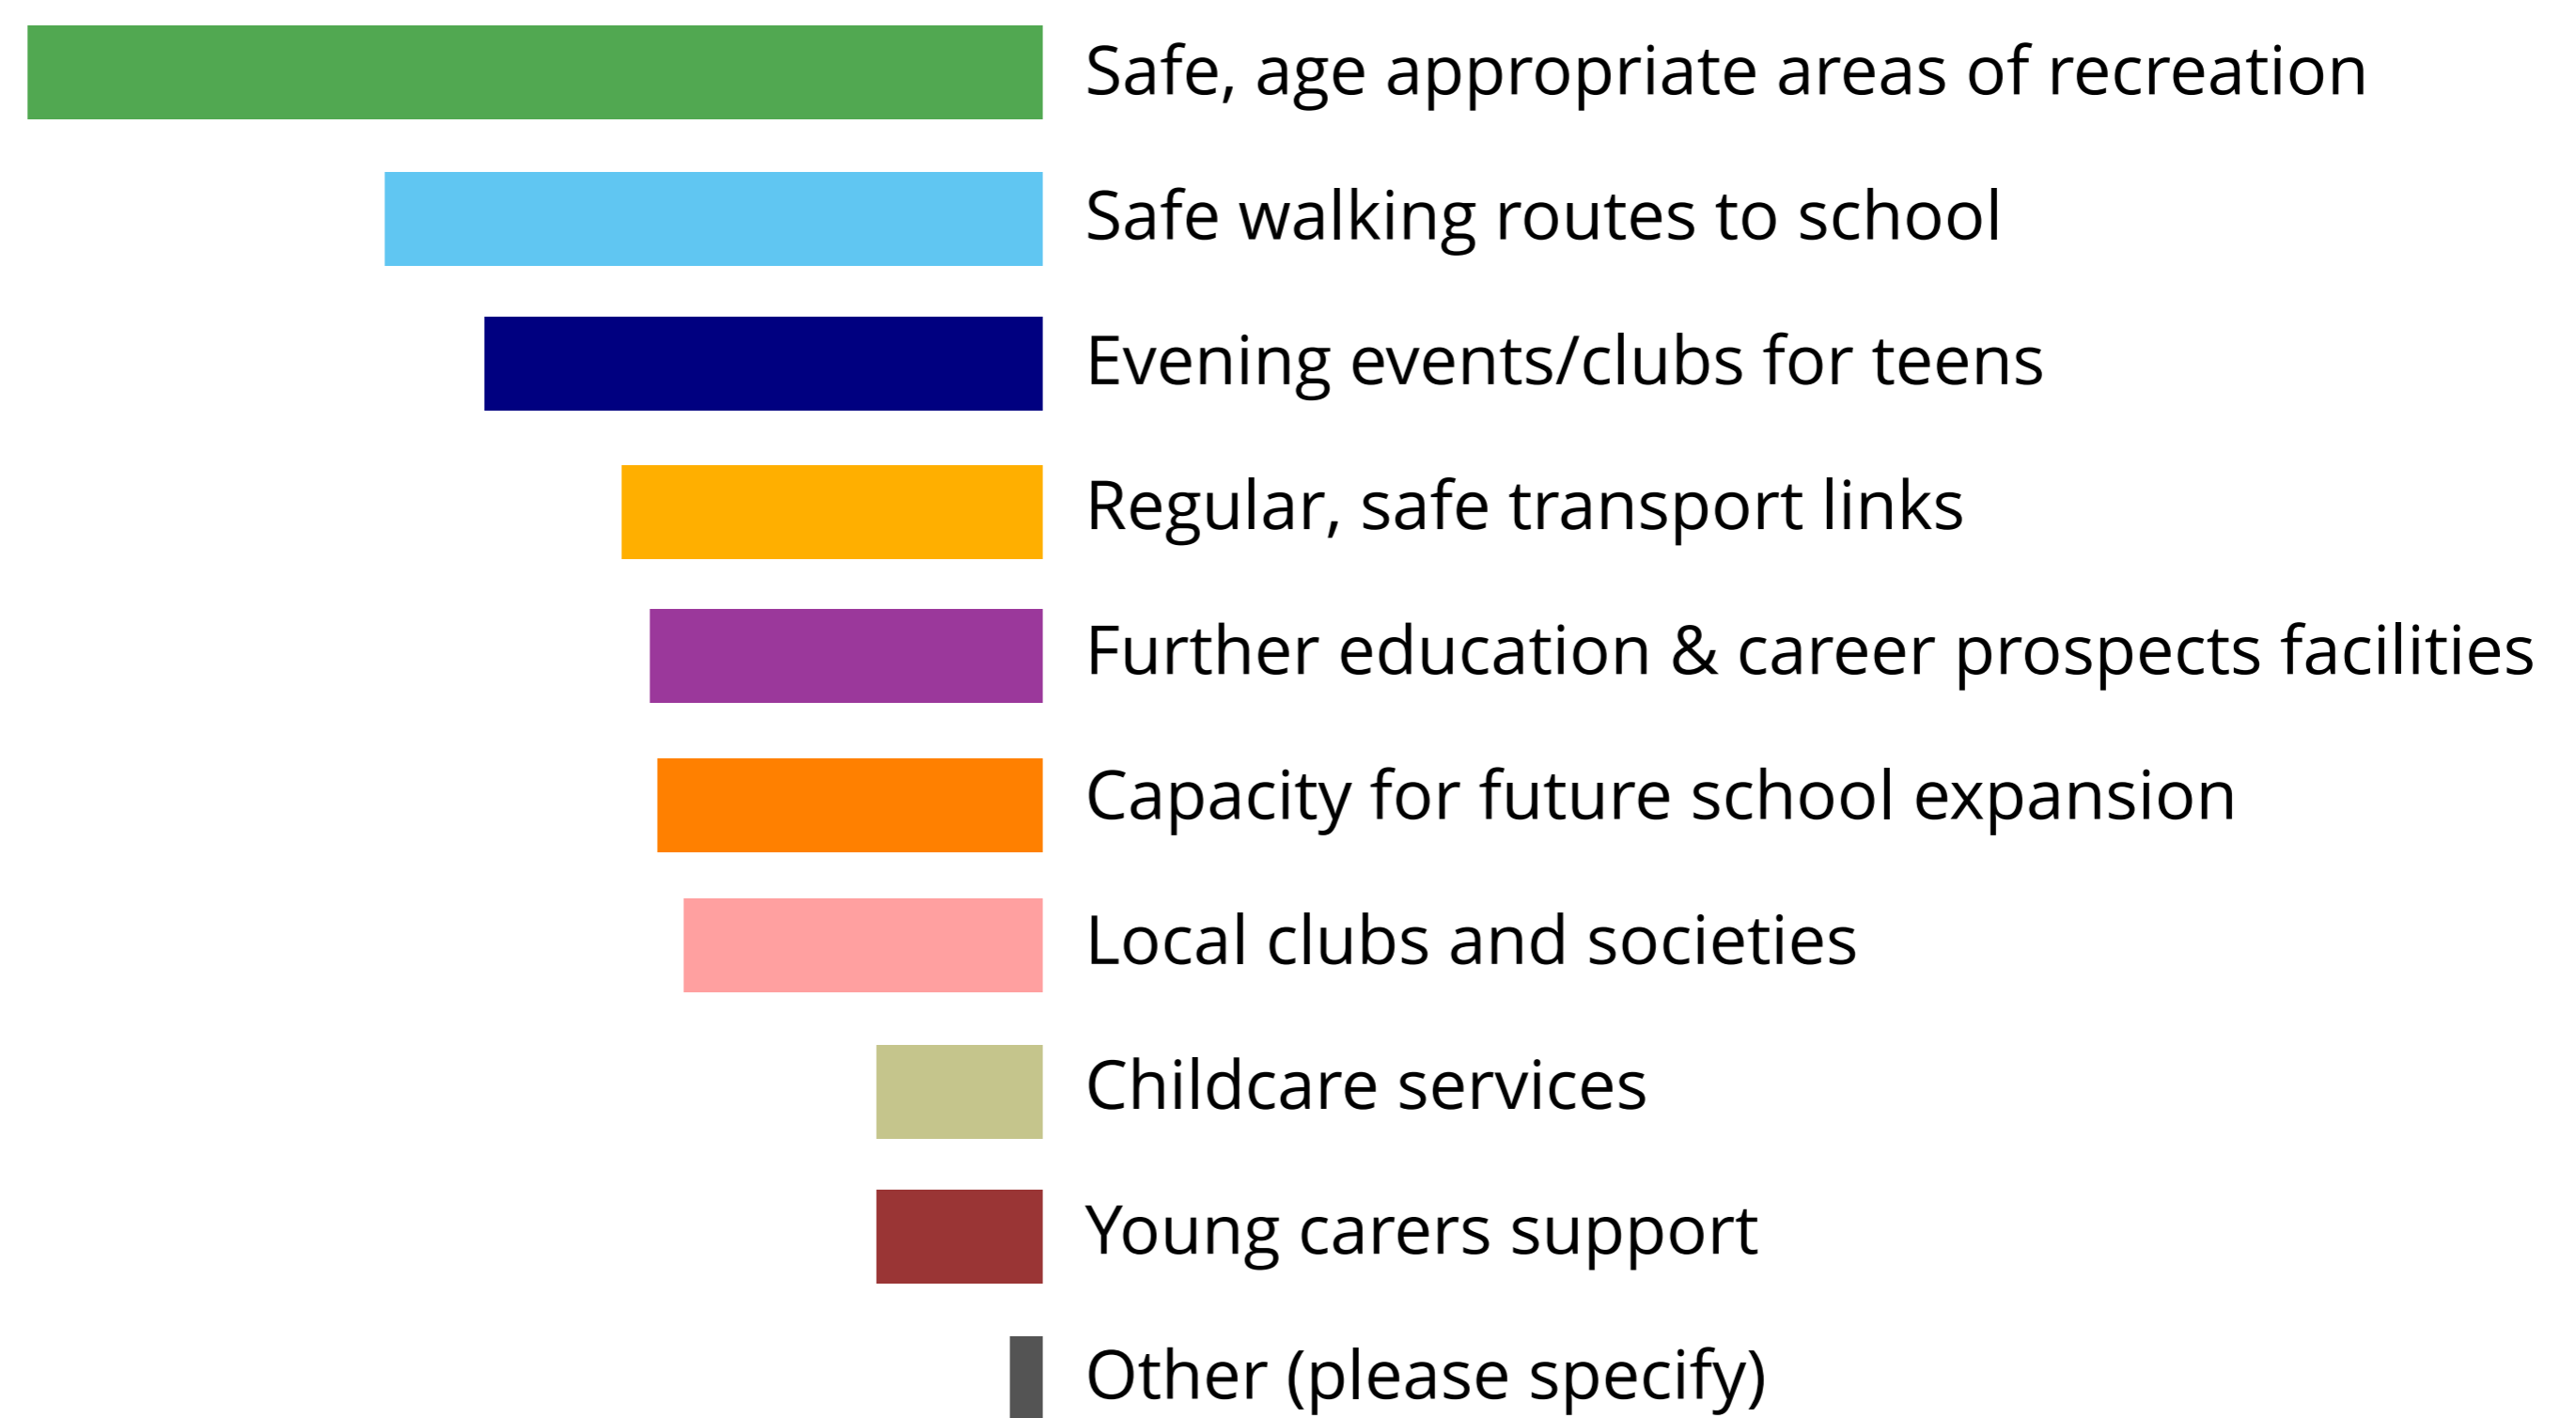 Safe, age appropriate areas of recreation
Safe walking routes to school
Evening events/clubs for teens
Regular, safe transport links
Further education & career prospects facilities
Capacity for future school expansion
Local clubs and societies
Childcare services
Young carers support
Other (please specify)